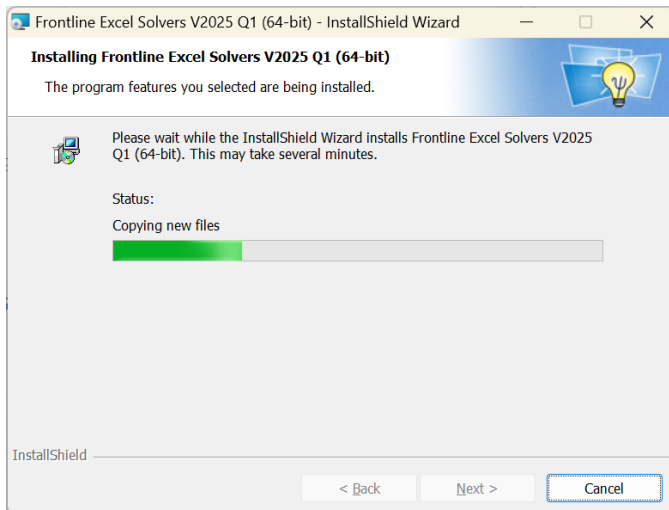 Frontline Excel Solvers V2025 Q1 (64-bit) - InstallShield Wizard
Installing Frontline Excel Solvers V2025 Q1 (64-bit)
The program features you selected are being installed.
Ψ
Please wait while the InstallShield Wizard installs Frontline Excel Solvers V2025
Q1 (64-bit). This may take several minutes.
Status:
Copying new files
InstallShield
< Back
Next >
Cancel